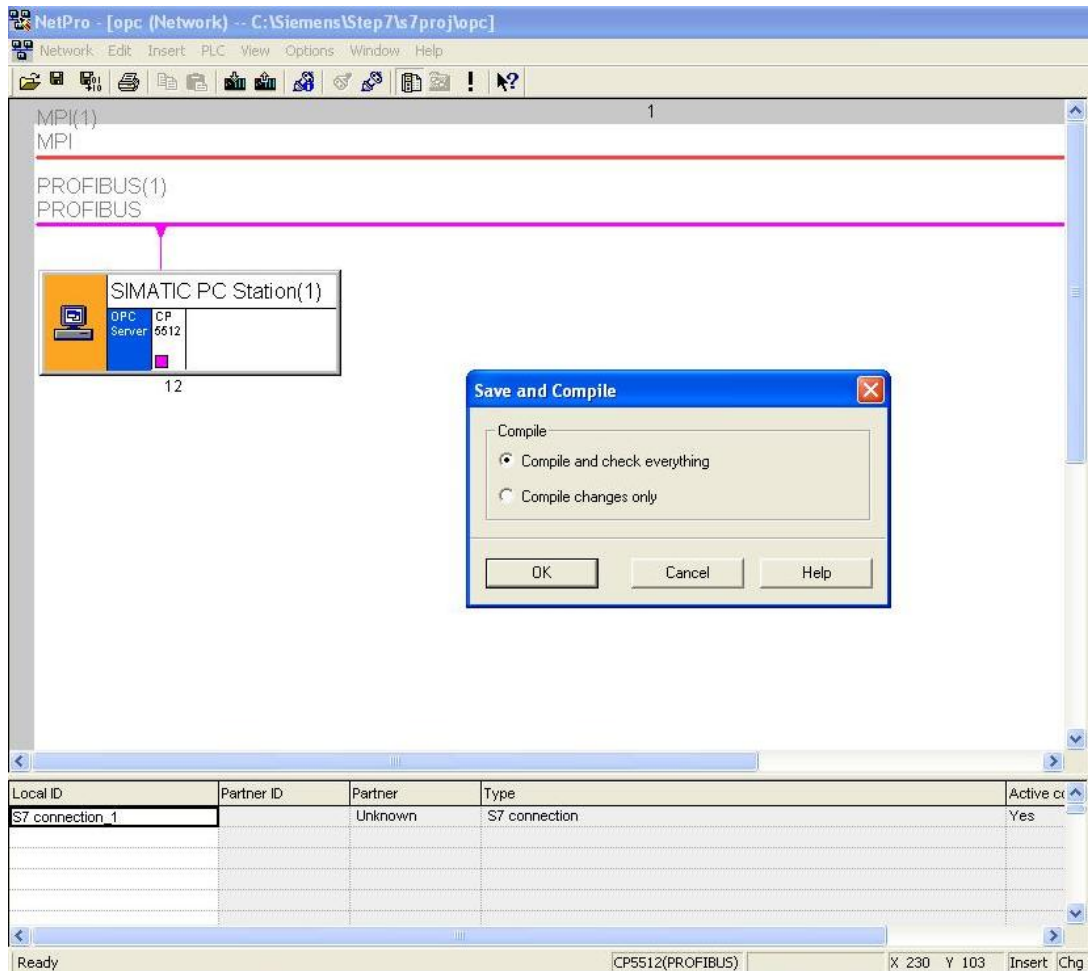 NetPro - [opc (Network) -- C:\Siemens\Step7\s7proj\opc]
Network Edit Insert PLC View Options Window Help
1
MPI(1)
MPI
PROFIBUS(1)
PROFIBUS
SIMATIC PC Station(1)
OPC Server
CP 5512
12
Save and Compile
Compile
Compile and check everything
Compile changes only
OK Cancel Help
Local ID Partner ID Partner Type Active co
S7 connection_1 Unknown S7 connection Yes
Ready CP5512(PROFIBUS) X 230 Y 103 Insert Chg